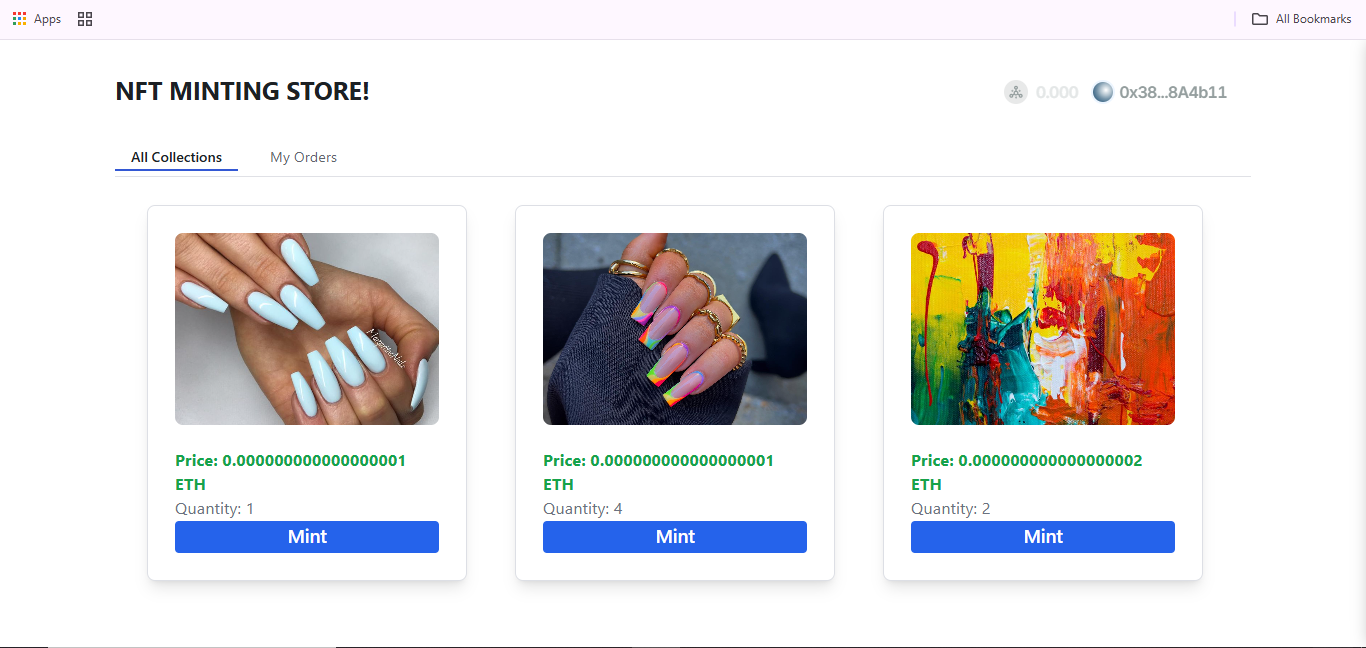 Apps
All Bookmarks
NFT MINTING STORE!
0.000
0x38...8A4b11
All Collections
My Orders
Price: 0.000000000000000001
ETH
Quantity: 1
Mint
Price: 0.000000000000000001
ETH
Quantity: 4
Mint
Price: 0.000000000000000002
ETH
Quantity: 2
Mint